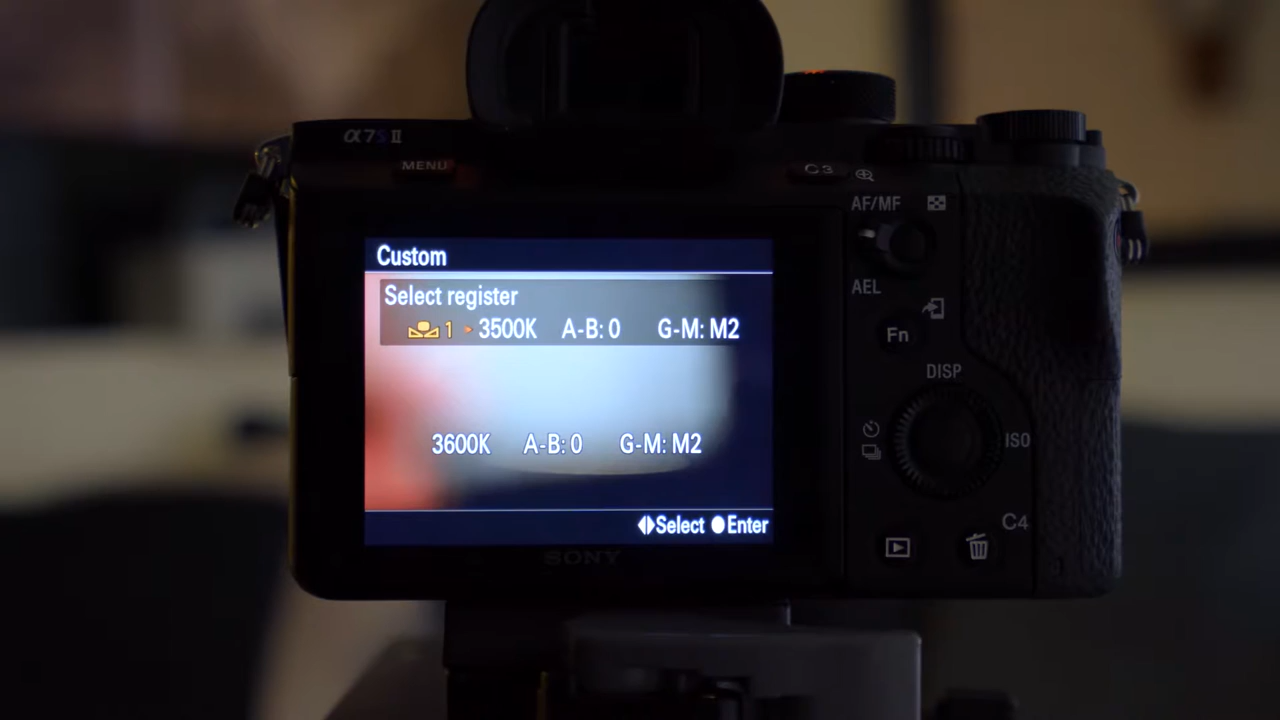 α7SII
MENU
C3
AF/MF
Custom
Select register
1 3500K A-B: 0 G-M: M2
AEL
Fn
DISP
3600K A-B: 0 G-M: M2
ISO
Select Enter
C4
SONY